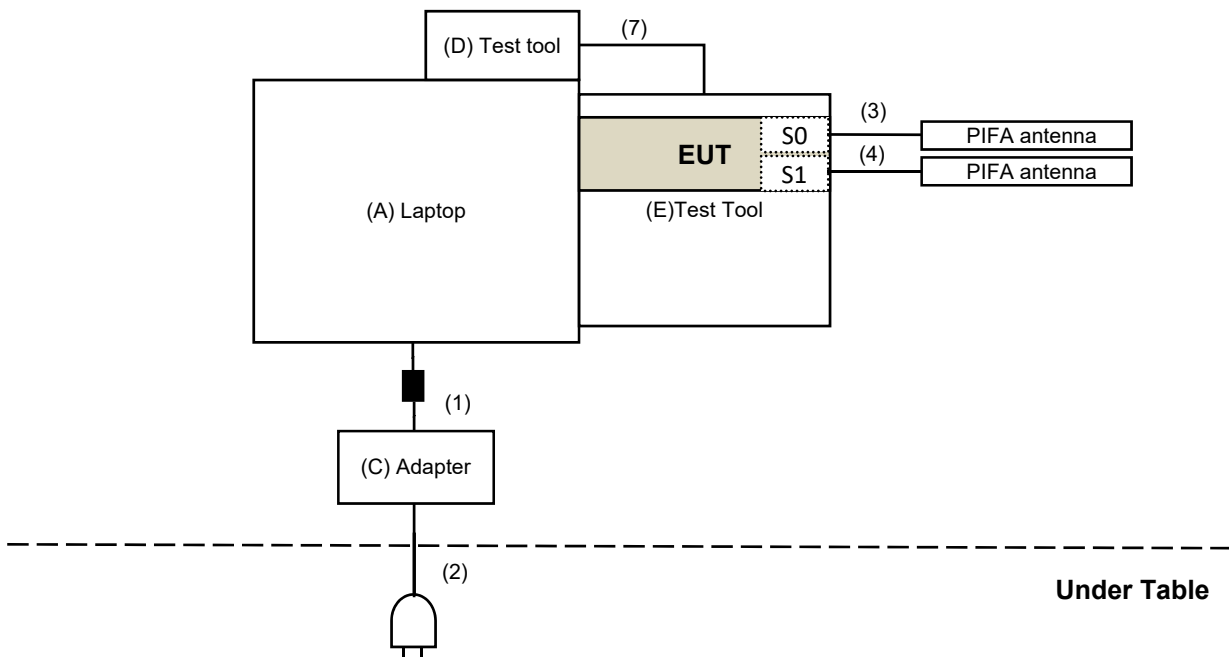 (D) Test tool
(7)
(3)
S0
PIFA antenna
EUT
(4)
S1
PIFA antenna
(A) Laptop
(E)Test Tool
(1)
(C) Adapter
(2)
Under Table